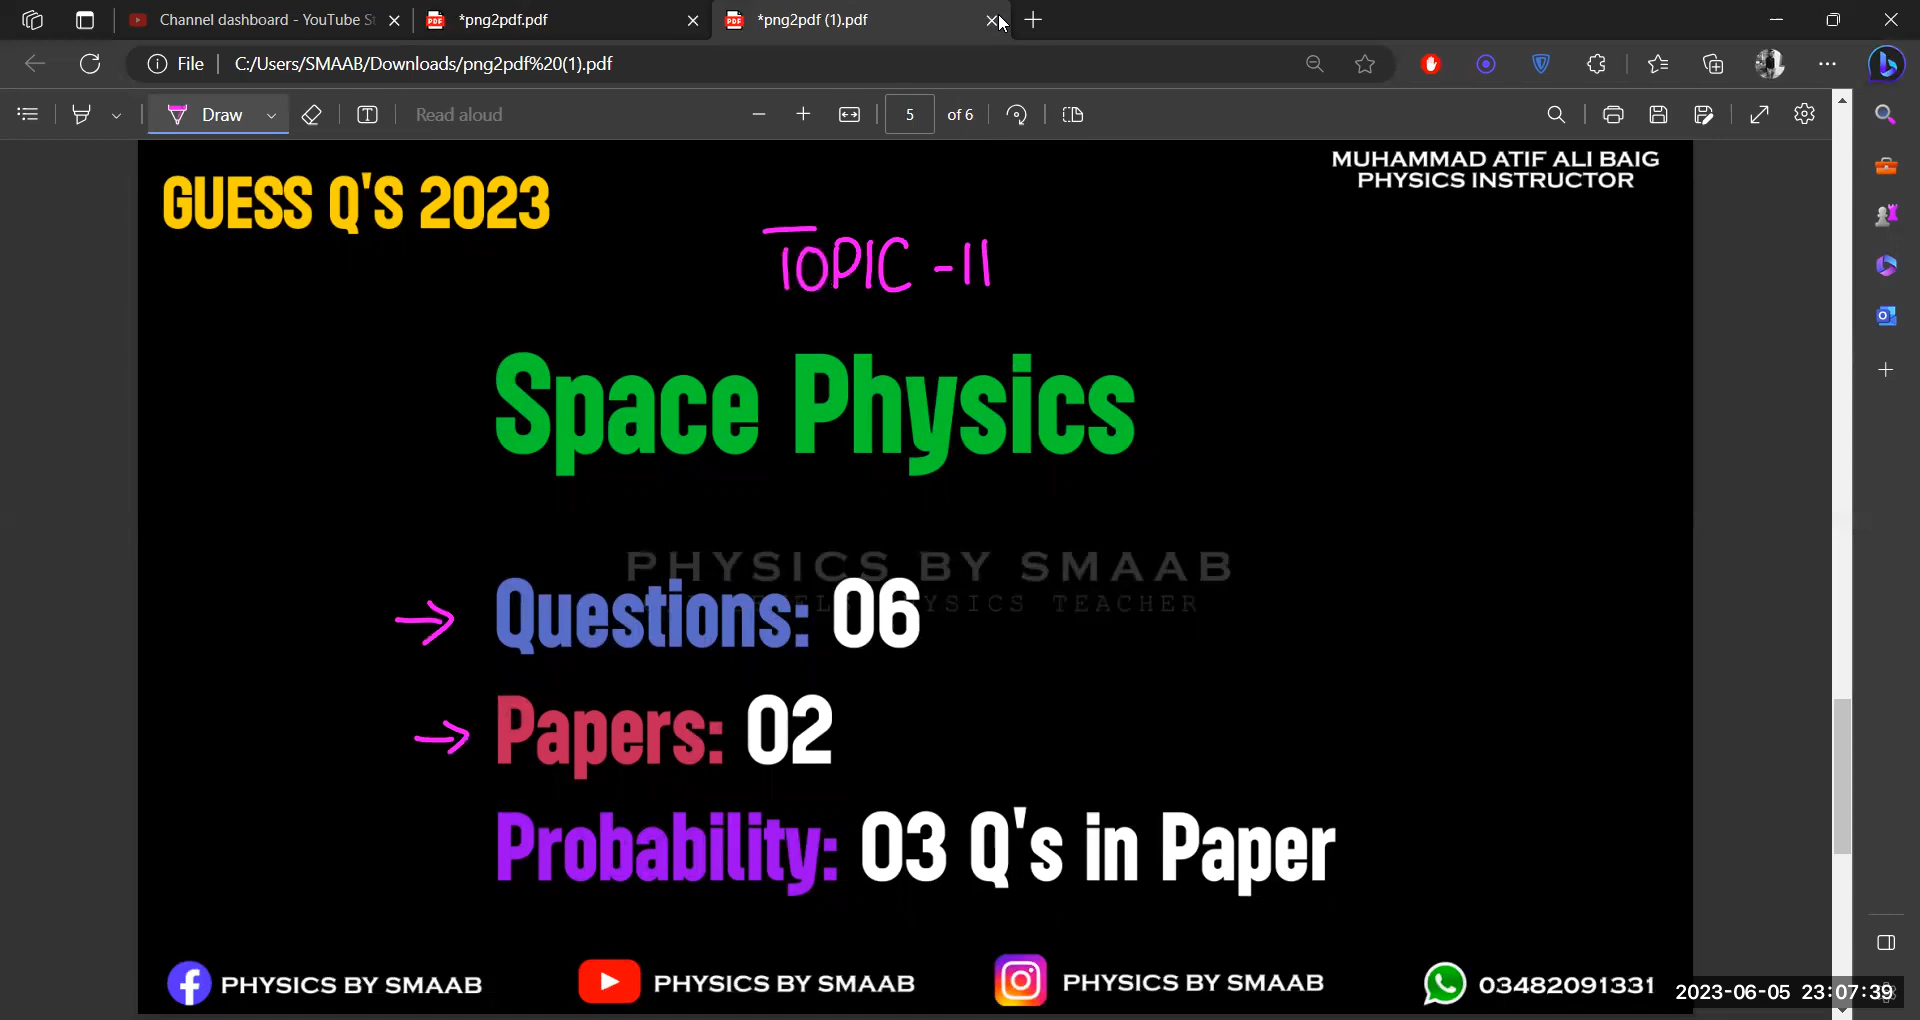 Channel dashboard - YouTube St
*png2pdf.pdf
*png2pdf (1).pdf
File
C:/Users/SMAAB/Downloads/png2pdf%20(1).pdf
Draw
Read aloud
5 of 6
MUHAMMAD ATIF ALI BAIG
PHYSICS INSTRUCTOR
GUESS Q'S 2023
TOPIC - 11
Space Physics
PHYSICS BY SMAAB
TEACHER
Questions: 06
Papers: 02
Probability: 03 Q's in Paper
PHYSICS BY SMAAB
PHYSICS BY SMAAB
PHYSICS BY SMAAB
03482091331
2023-06-05 23:07:39